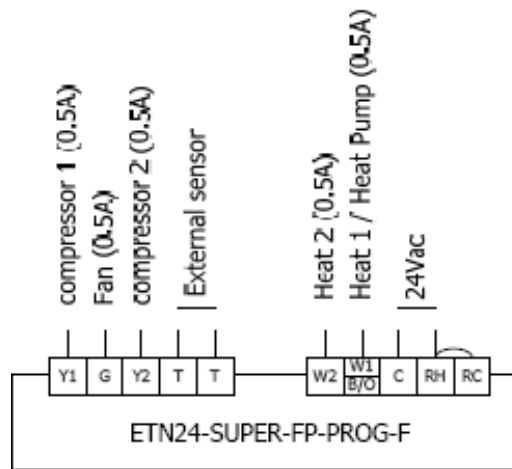 compressor 1 (0.5A)
Fan (0.5A)
compressor 2 (0.5A)
External sensor
Heat 2 (0.5A)
Heat 1 / Heat Pump (0.5A)
24Vac
Y1 G Y2 T T W2 W1 B/O C RH RC
ETN24-SUPER-FP-PROG-F